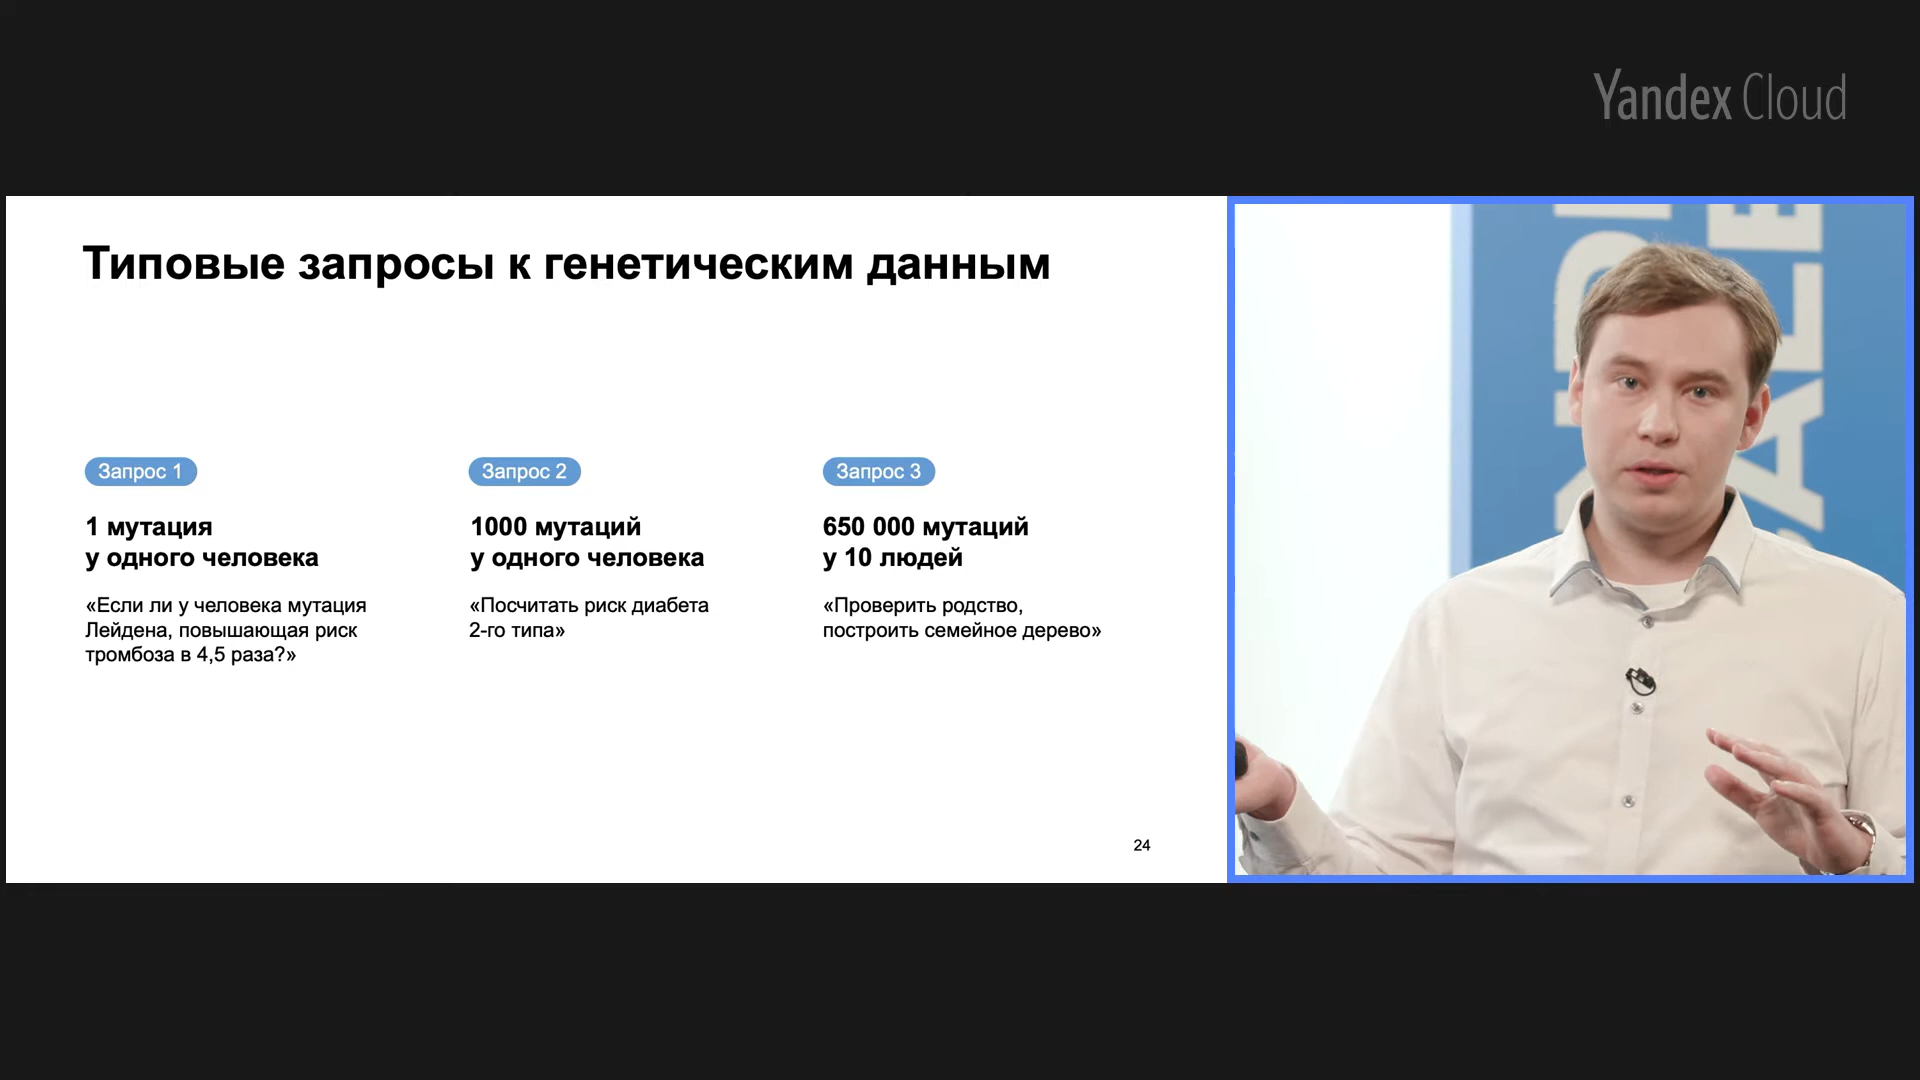 Yandex Cloud
Типовые запросы к генетическим данным
Запрос 1
1 мутация
у одного человека
«Если ли у человека мутация
Лейдена, повышающая риск
тромбоза в 4,5 раза?»
Запрос 2
1000 мутаций
у одного человека
«Посчитать риск диабета
2-го типа»
Запрос 3
650 000 мутаций
у 10 людей
«Проверить родство,
построить семейное дерево»
24